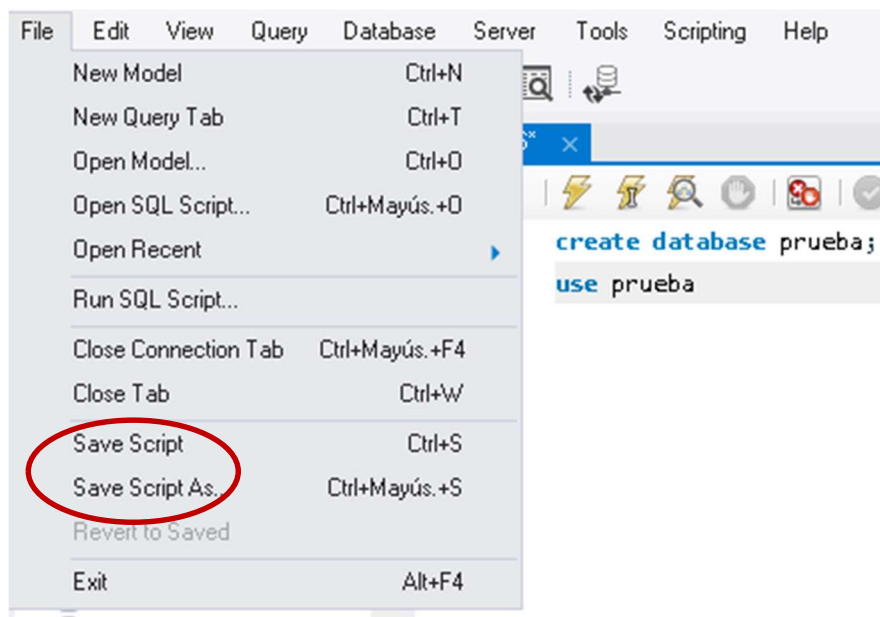 File Edit View Query Database Server Tools Scripting Help
New Model Ctrl+N
New Query Tab Ctrl+T
Open Model... Ctrl+O
Open SQL Script... Ctrl+Mayús.+O
Open Recent
Run SQL Script...
Close Connection Tab Ctrl+Mayús.+F4
Close Tab Ctrl+W
Save Script Ctrl+S
Save Script As.. Ctrl+Mayús.+S
Revert to Saved
Exit Alt+F4
create database prueba;
use prueba